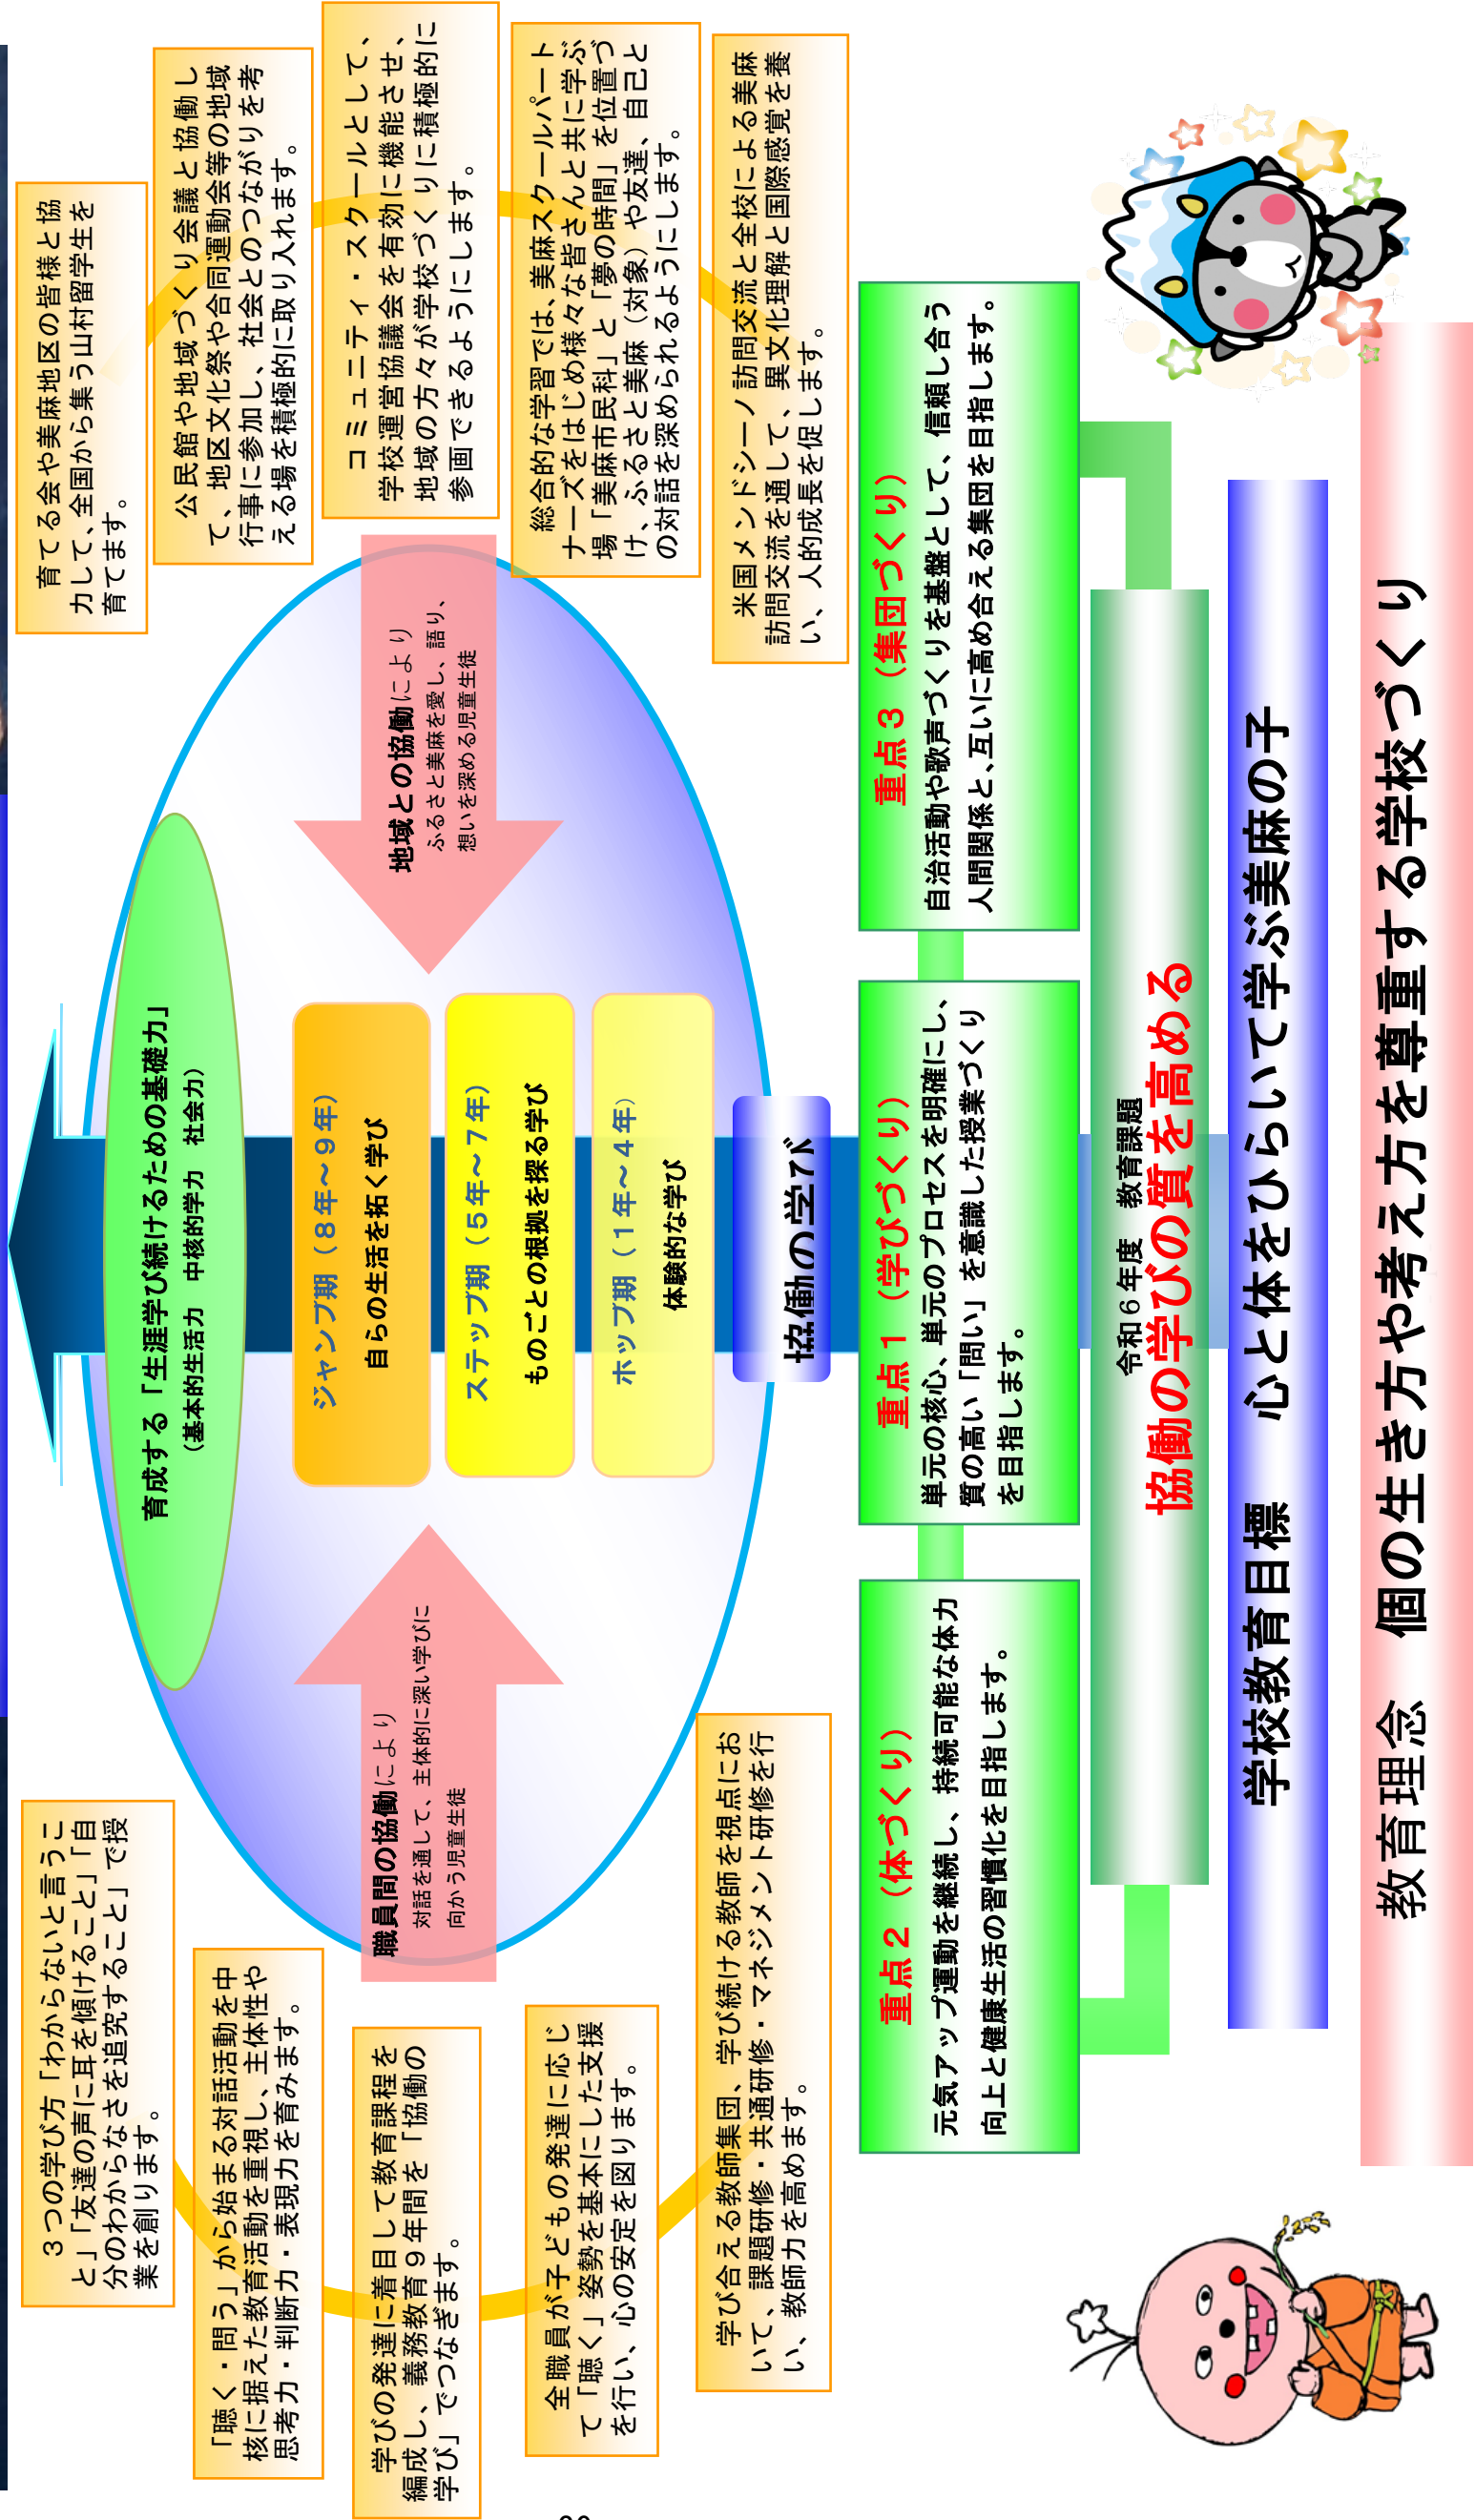 育成する「生涯学び続けるための基礎力」
（基本的生活力　中核的学力　社会力）
ジャンプ期（８年～９年）
自らの生活を拓く学び
ステップ期（５年～７年）
ものごとの根拠を探る学び
ホップ期（１年～４年）
体験的な学び
協働の学び
職員間の協働により
対話を通して、主体的に深い学びに
向かう児童生徒
地域との協働により
ふるさと美麻を愛し、語り、
想いを深める児童生徒
３つの学び方「わからないと言うこ
と」「友達の声に耳を傾けること」「自
分のわからなさを追究すること」で授
業を創ります。
「聴く・問う」から始まる対話活動を中
核に据えた教育活動を重視し、主体性や
思考力・判断力・表現力を育みます。
学びの発達に着目して教育課程を
編成し、義務教育９年間を「協働の
学び」でつなぎます。
全職員が子どもの発達に応じ
て「聴く」姿勢を基本にした支援
を行い、心の安定を図ります。
学び合える教師集団、学び続ける教師を視点にお
いて、課題研修・共通研修・マネジメント研修を行
い、教師力を高めます。
育てる会や美麻地区の皆様と協
力して、全国から集う山村留学生を
育てます。
公民館や地域づくり会議と協働し
て、地区文化祭や合同運動会等の地域
行事に参加し、社会とのつながりを考
える場を積極的に取り入れます。
コミュニティ・スクールとして、
学校運営協議会を有効に機能させ、
地域の方々が学校づくりに積極的に
参画できるようにします。
総合的な学習では、美麻スクールパート
ナーズをはじめ様々な皆さんと共に学ぶ
場「美麻市民科」と「夢の時間」を位置づ
け、ふるさと美麻（対象）や友達、自己と
の対話を深められるようにします。
米国メンドシーノ訪問交流と全校による美麻
訪問交流を通して、異文化理解と国際感覚を養
い、人的成長を促します。
重点２（体づくり）
元気アップ運動を継続し、持続可能な体力
向上と健康生活の習慣化を目指します。
重点１（学びづくり）
単元の核心、単元のプロセスを明確にし、
質の高い「問い」を意識した授業づくり
を目指します。
重点３（集団づくり）
自治活動や歌声づくりを基盤として、信頼し合う
人間関係と、互いに高め合える集団を目指します。
令和６年度　教育課題
協働の学びの質を高める
学校教育目標　心と体をひらいて学ぶ美麻の子
教育理念　個の生き方や考え方を尊重する学校づくり